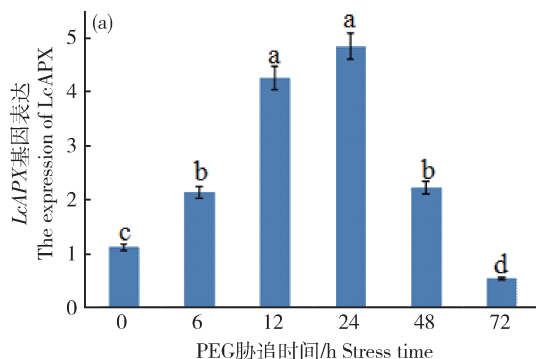 (a)
LcAPX基因表达
The expression of LcAPX
5
4
3
2
1
0
c
b
a
a
b
d
0 6 12 24 48 72
PEG胁追时间/h Stress time